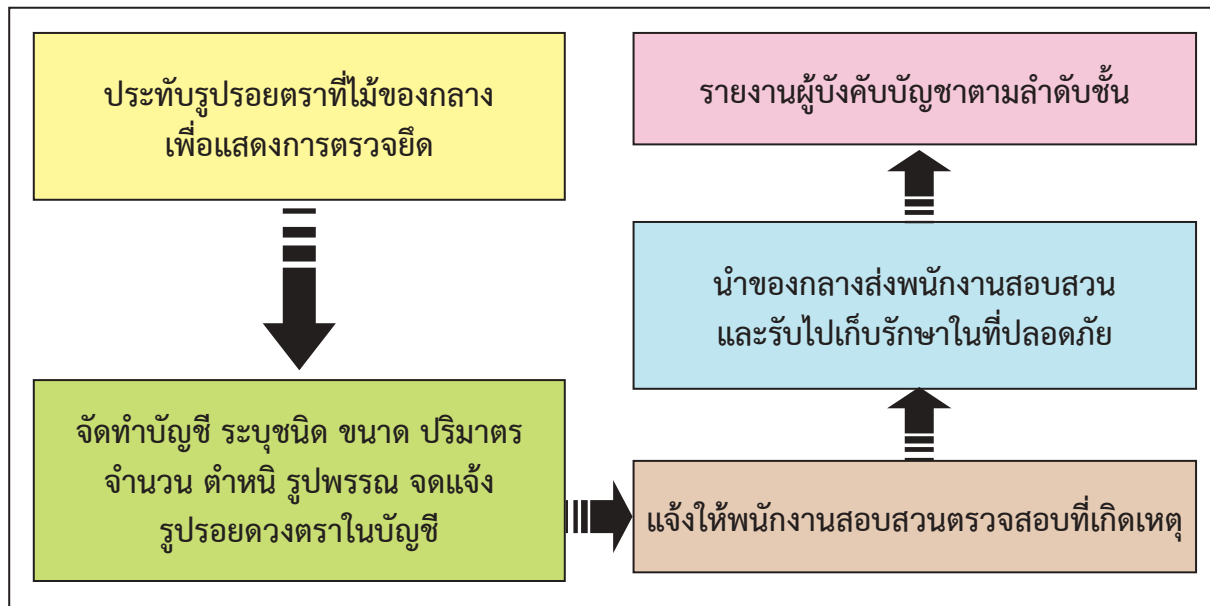 ประทับรูปรอยตราที่ไม้ของกลาง
เพื่อแสดงการตรวจยึด
จัดทำบัญชี ระบุชนิด ขนาด ปริมาตร
จำนวน ตำหนิ รูปพรรณ จดแจ้ง
รูปรอยดวงตราในบัญชี
แจ้งให้พนักงานสอบสวนตรวจสอบที่เกิดเหตุ
นำของกลางส่งพนักงานสอบสวน
และรับไปเก็บรักษาในที่ปลอดภัย
รายงานผู้บังคับบัญชาตามลำดับชั้น